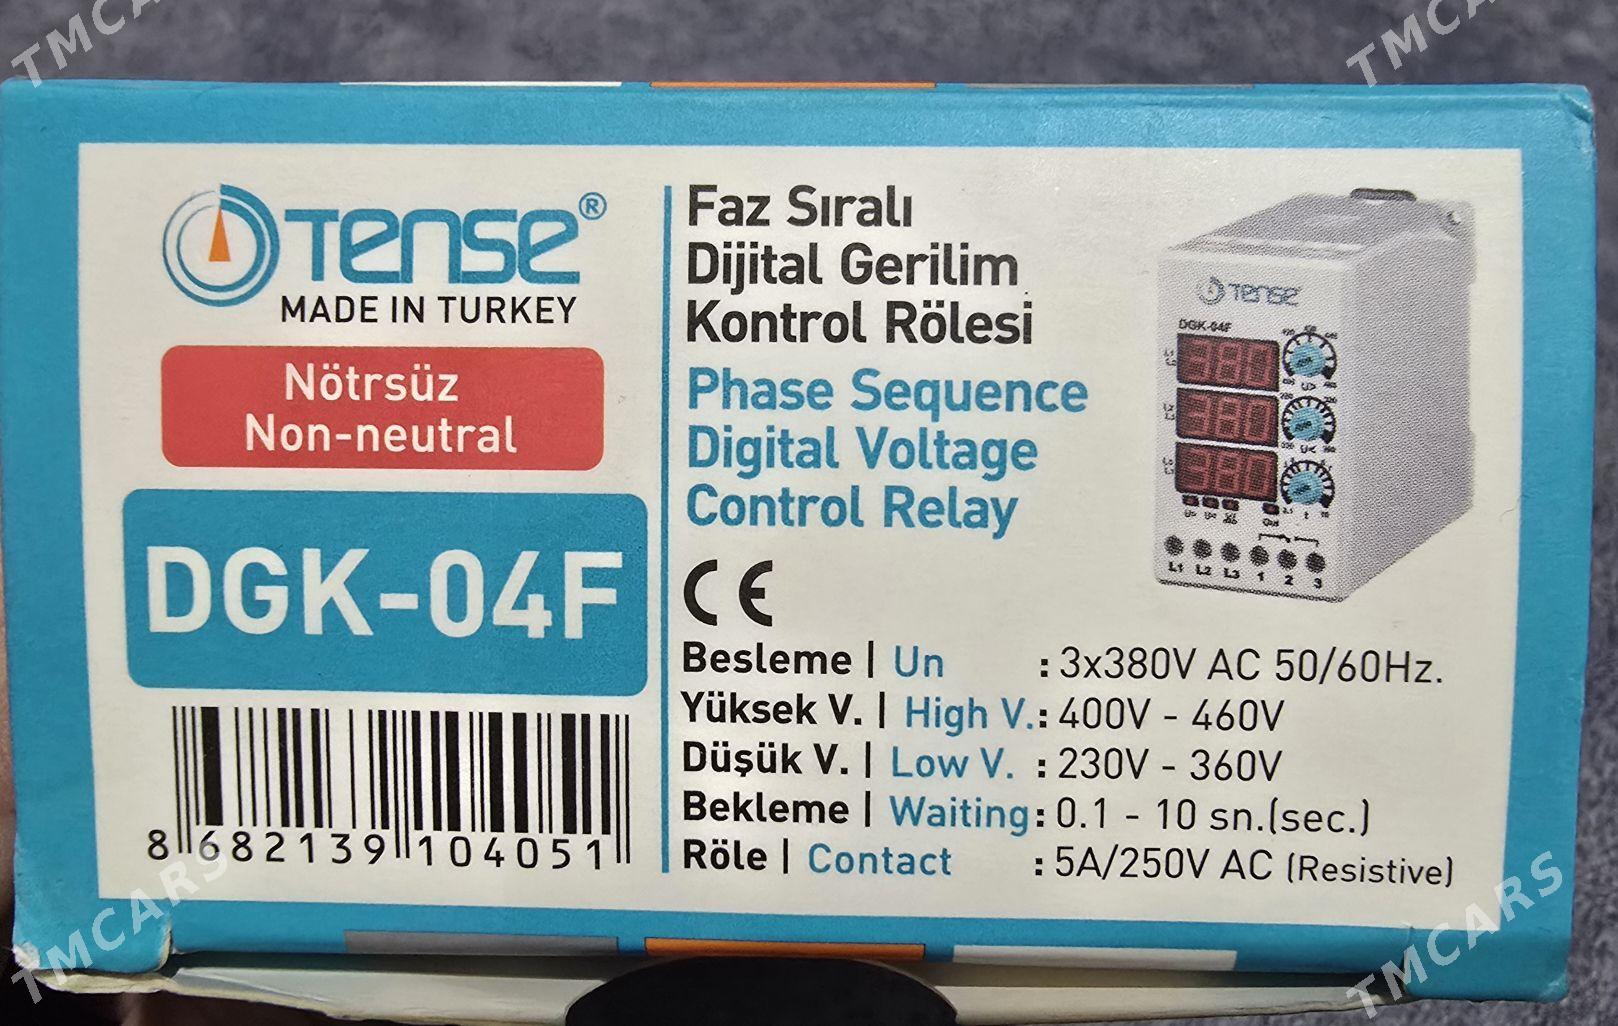 TENSE®
MADE IN TURKEY
Nötrsüz
Non-neutral
DGK-04F
8 682139 104051
Faz Sıralı
Dijital Gerilim
Kontrol Rölesi
Phase Sequence
Digital Voltage
Control Relay
CE
Besleme | Un : 3x380V AC 50/60Hz.
Yüksek V. | High V.: 400V - 460V
Düşük V. | Low V. : 230V - 360V
Bekleme | Waiting: 0.1 - 10 sn.(sec.)
Röle | Contact : 5A/250V AC (Resistive)
TENSE
DGK-04F
380
380
380
L1 L2 L3 1 2 3
TMCARS
TMCARS
TMCARS
TMCARS